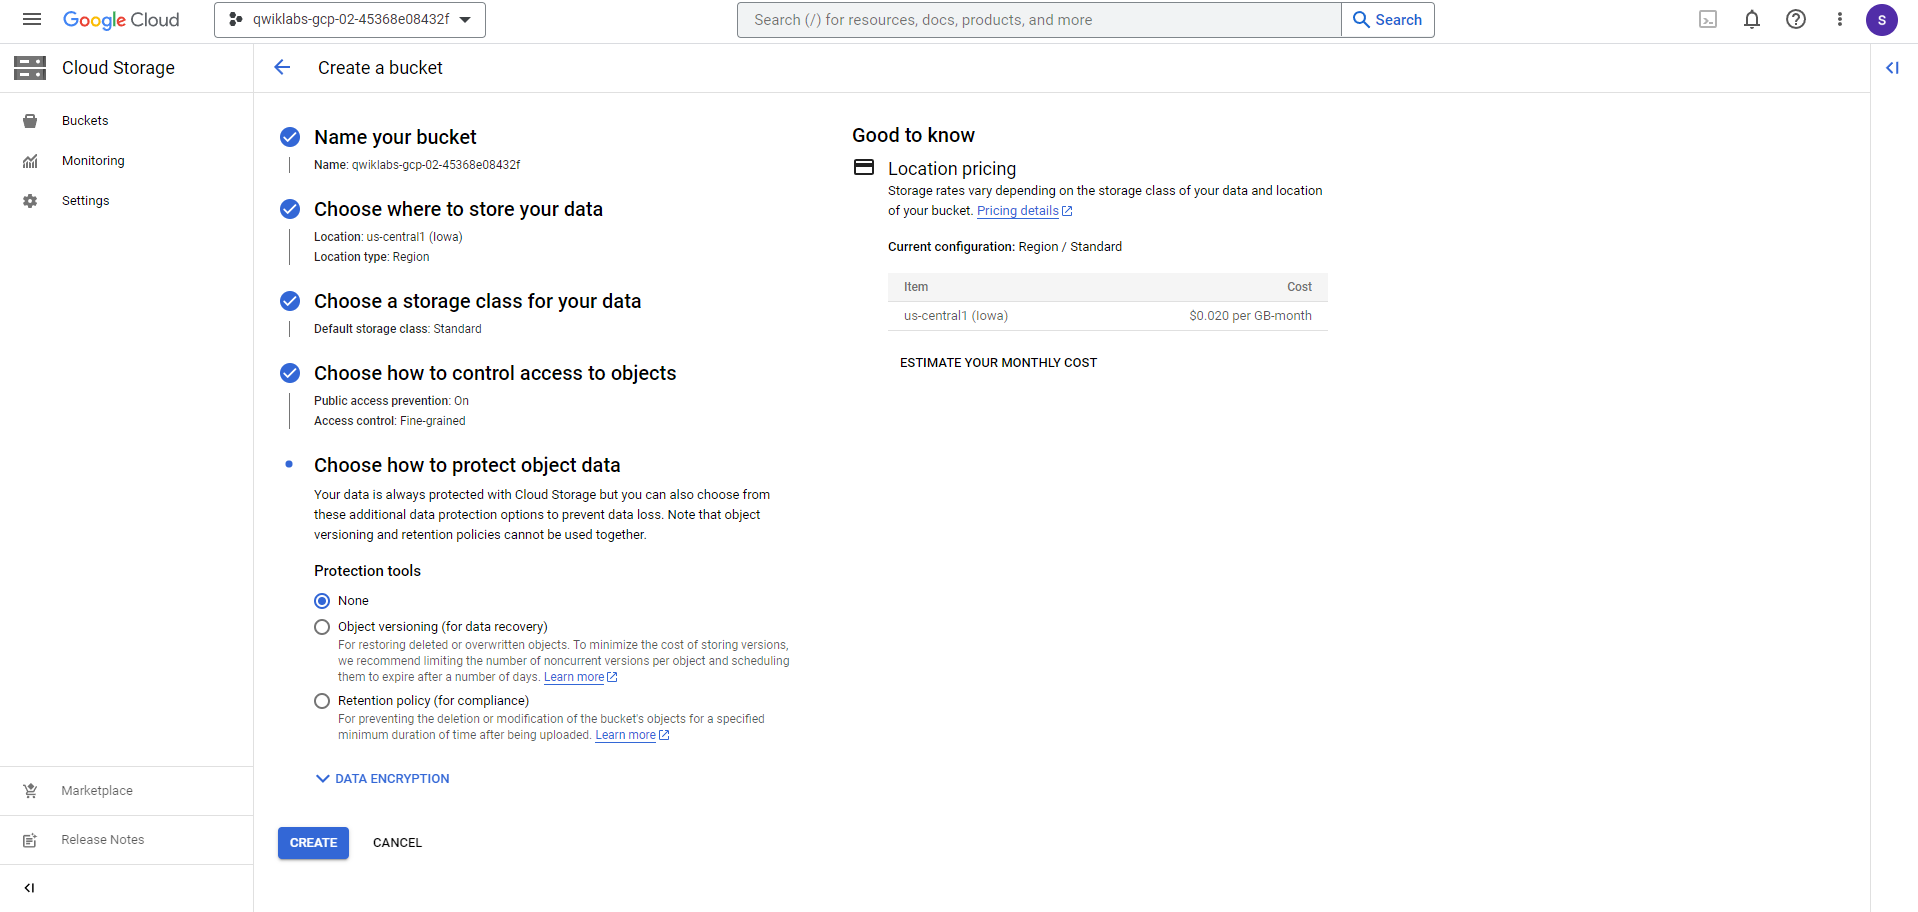 Google Cloud
qwiklabs-gcp-02-45368e08432f
Search (/) for resources, docs, products, and more
Search
S
Cloud Storage
Create a bucket
Buckets
Monitoring
Settings
Marketplace
Release Notes
Name your bucket
Name: qwiklabs-gcp-02-45368e08432f
Choose where to store your data
Location: us-central1 (Iowa)
Location type: Region
Choose a storage class for your data
Default storage class: Standard
Choose how to control access to objects
Public access prevention: On
Access control: Fine-grained
Choose how to protect object data
Your data is always protected with Cloud Storage but you can also choose from
these additional data protection options to prevent data loss. Note that object
versioning and retention policies cannot be used together.
Protection tools
None
Object versioning (for data recovery)
For restoring deleted or overwritten objects. To minimize the cost of storing versions,
we recommend limiting the number of noncurrent versions per object and scheduling
them to expire after a number of days. Learn more
Retention policy (for compliance)
For preventing the deletion or modification of the bucket's objects for a specified
minimum duration of time after being uploaded. Learn more
DATA ENCRYPTION
CREATE
CANCEL
Good to know
Location pricing
Storage rates vary depending on the storage class of your data and location
of your bucket. Pricing details
Current configuration: Region / Standard
Item Cost
us-central1 (Iowa) $0.020 per GB-month
ESTIMATE YOUR MONTHLY COST